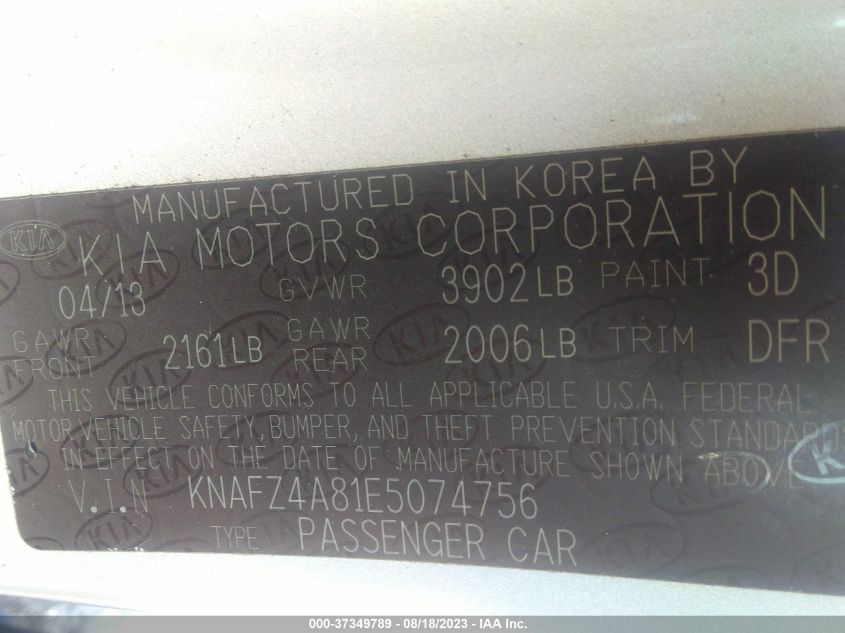 MANUFACTURED IN KOREA BY
KIA KIA MOTORS CORPORATION
04/13 GVWR 3902LB PAINT 3D
GAWR FRONT 2161LB GAWR REAR 2006LB TRIM DFR
THIS VEHICLE CONFORMS TO ALL APPLICABLE U.S.A. FEDERAL
MOTOR VEHICLE SAFETY, BUMPER, AND THEFT PREVENTION STANDARDS
IN EFFECT ON THE DATE OF MANUFACTURE SHOWN ABOVE
V.I.N KNAFZ4A81E5074756
TYPE PASSENGER CAR
000-37349789 - 08/18/2023 - IAA Inc.